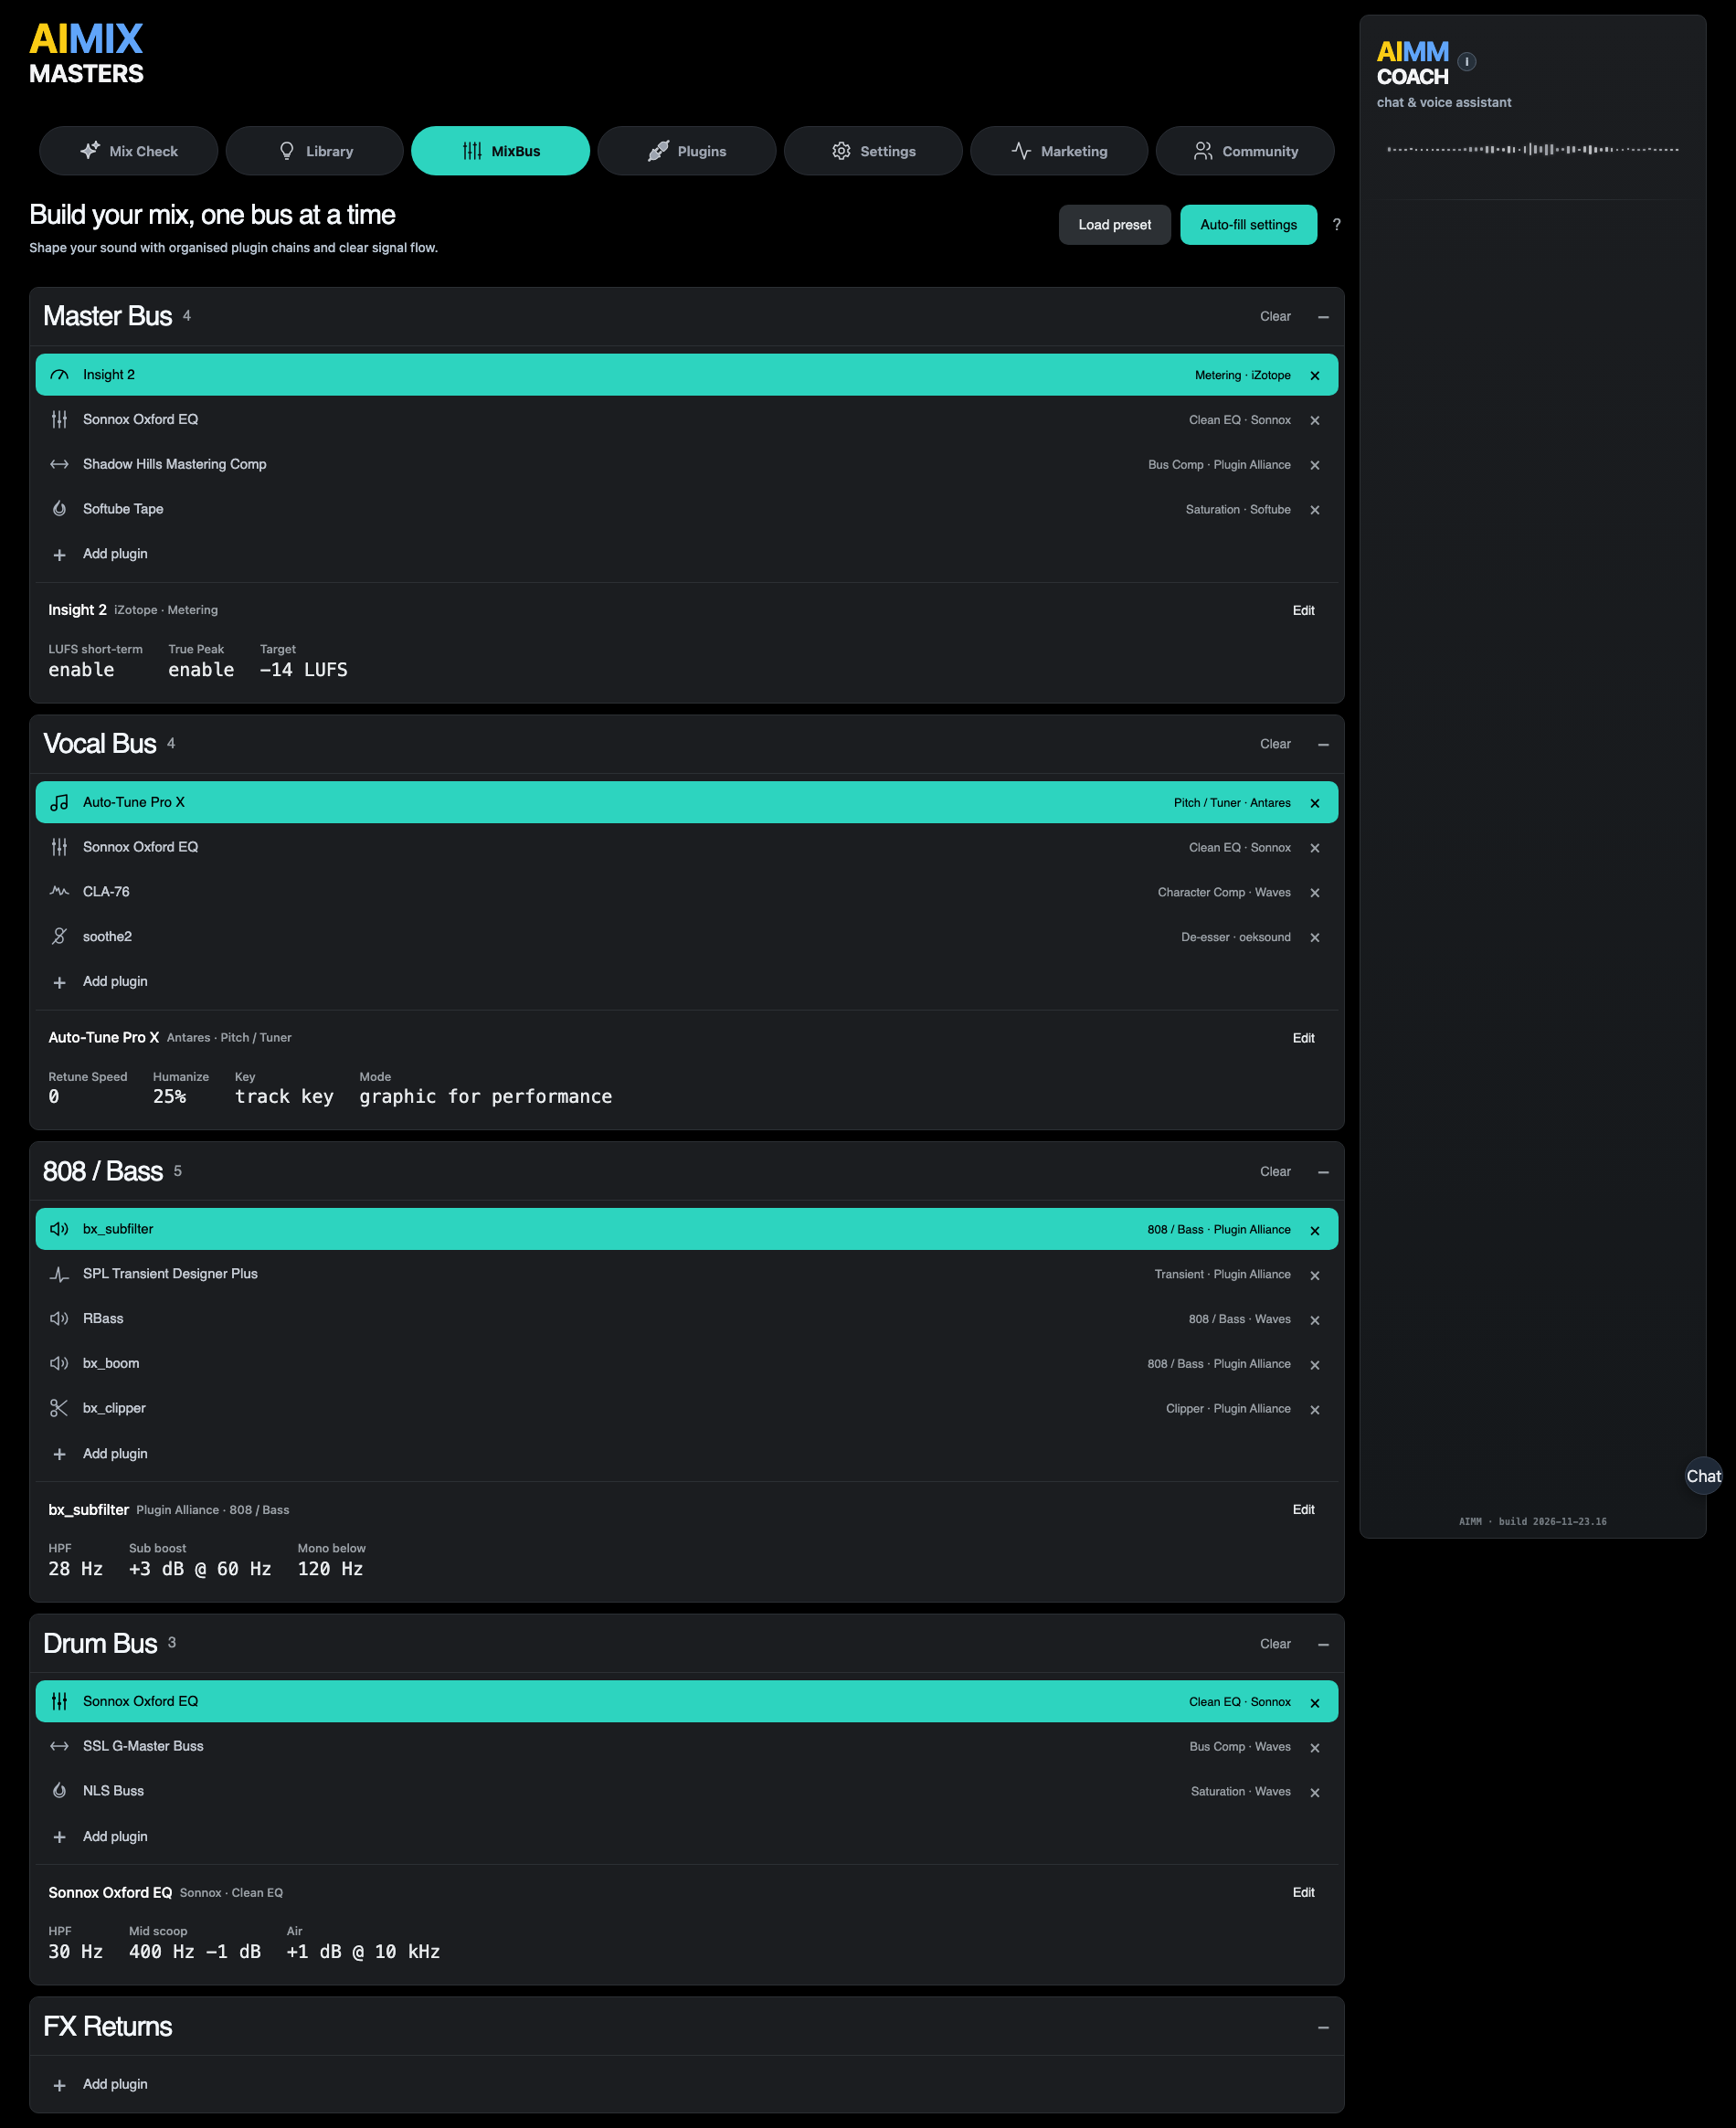 AIMIX
MASTERS
Mix Check
Library
MixBus
Plugins
Settings
Marketing
Community
Build your mix, one bus at a time
Shape your sound with organised plugin chains and clear signal flow.
Load preset
Auto-fill settings
?
Master Bus 4
Clear
Insight 2
Metering · iZotope
Sonnox Oxford EQ
Clean EQ · Sonnox
Shadow Hills Mastering Comp
Bus Comp · Plugin Alliance
Softube Tape
Saturation · Softube
Add plugin
Insight 2 iZotope · Metering
Edit
LUFS short-term True Peak Target
enable enable −14 LUFS
Vocal Bus 4
Clear
Auto-Tune Pro X
Pitch / Tuner · Antares
Sonnox Oxford EQ
Clean EQ · Sonnox
CLA-76
Character Comp · Waves
soothe2
De-esser · oeksound
Add plugin
Auto-Tune Pro X Antares · Pitch / Tuner
Edit
Retune Speed Humanize Key Mode
0 25% track key graphic for performance
808 / Bass 5
Clear
bx_subfilter
808 / Bass · Plugin Alliance
SPL Transient Designer Plus
Transient · Plugin Alliance
RBass
808 / Bass · Waves
bx_boom
808 / Bass · Plugin Alliance
bx_clipper
Clipper · Plugin Alliance
Add plugin
bx_subfilter Plugin Alliance · 808 / Bass
Edit
HPF Sub boost Mono below
28 Hz +3 dB @ 60 Hz 120 Hz
Drum Bus 3
Clear
Sonnox Oxford EQ
Clean EQ · Sonnox
SSL G-Master Buss
Bus Comp · Waves
NLS Buss
Saturation · Waves
Add plugin
Sonnox Oxford EQ Sonnox · Clean EQ
Edit
HPF Mid scoop Air
30 Hz 400 Hz −1 dB +1 dB @ 10 kHz
FX Returns
Add plugin
AIMM
COACH
chat & voice assistant
Chat
AIMM · build 2026-11-23.16